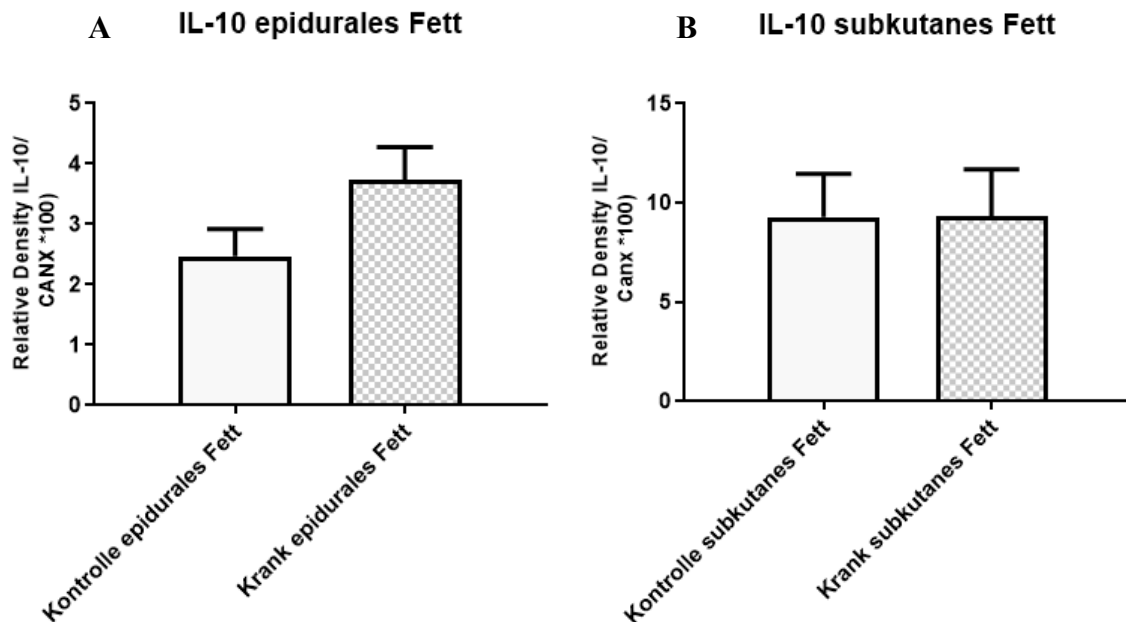 A
IL-10 epidurales Fett
Relative Density IL-10/
CANX *100)
5
4
3
2
1
0
Kontrolle epidurales Fett
Krank epidurales Fett
B
IL-10 subkutanes Fett
Relative Density IL-10/
Canx *100)
15
10
5
0
Kontrolle subkutanes Fett
Krank subkutanes Fett